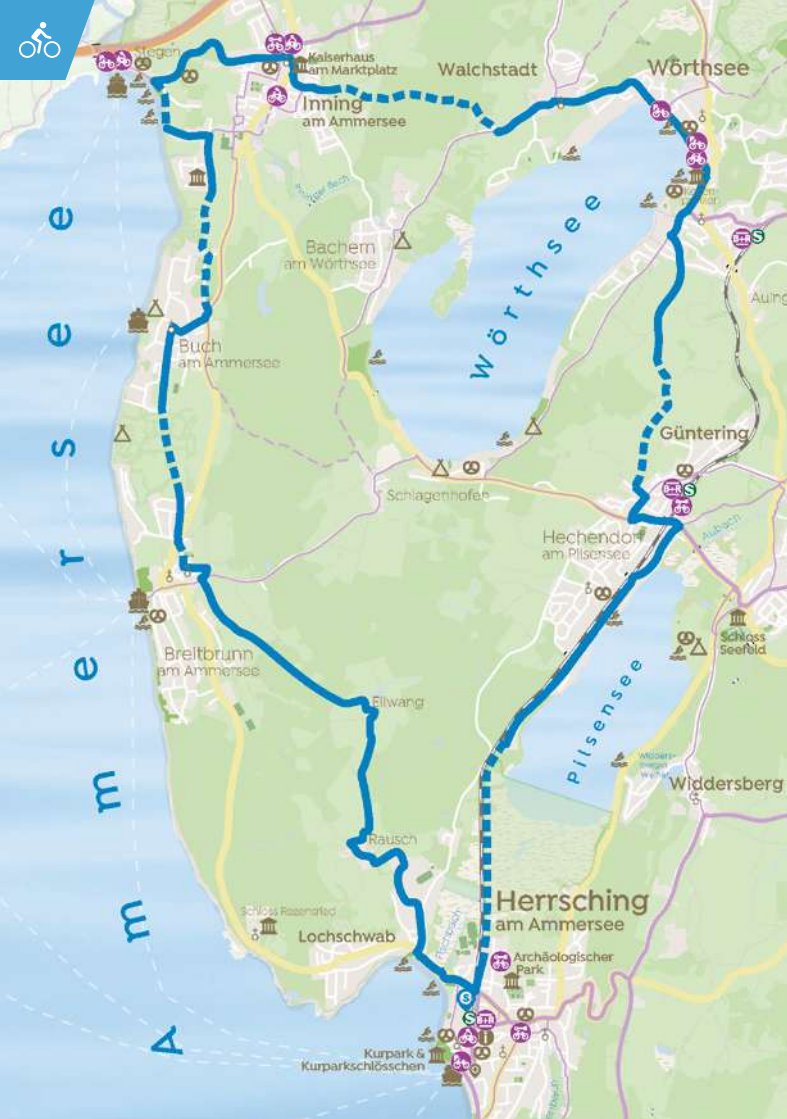 Stegen
Kaiserhaus
am Marktplatz
Walchstadt
Wörthsee
Inning
am Ammersee
Bachern
am Wörthsee
Wörthsee
B+R
S
Buch
am Ammersee
Ammersee
Güntering
B+R
S
Schlagenhofen
Hechendorf
am Pilsensee
Aubach
Schloss
Seefeld
Breitbrunn
am Ammersee
Pilsensee
Ellwang
Widdersberg
Rausch
Herrsching
am Ammersee
Schloss Rezensried
Lochschwab
Archäologischer
Park
S
S
B+R
i
Kurpark &
Kurparkschlösschen